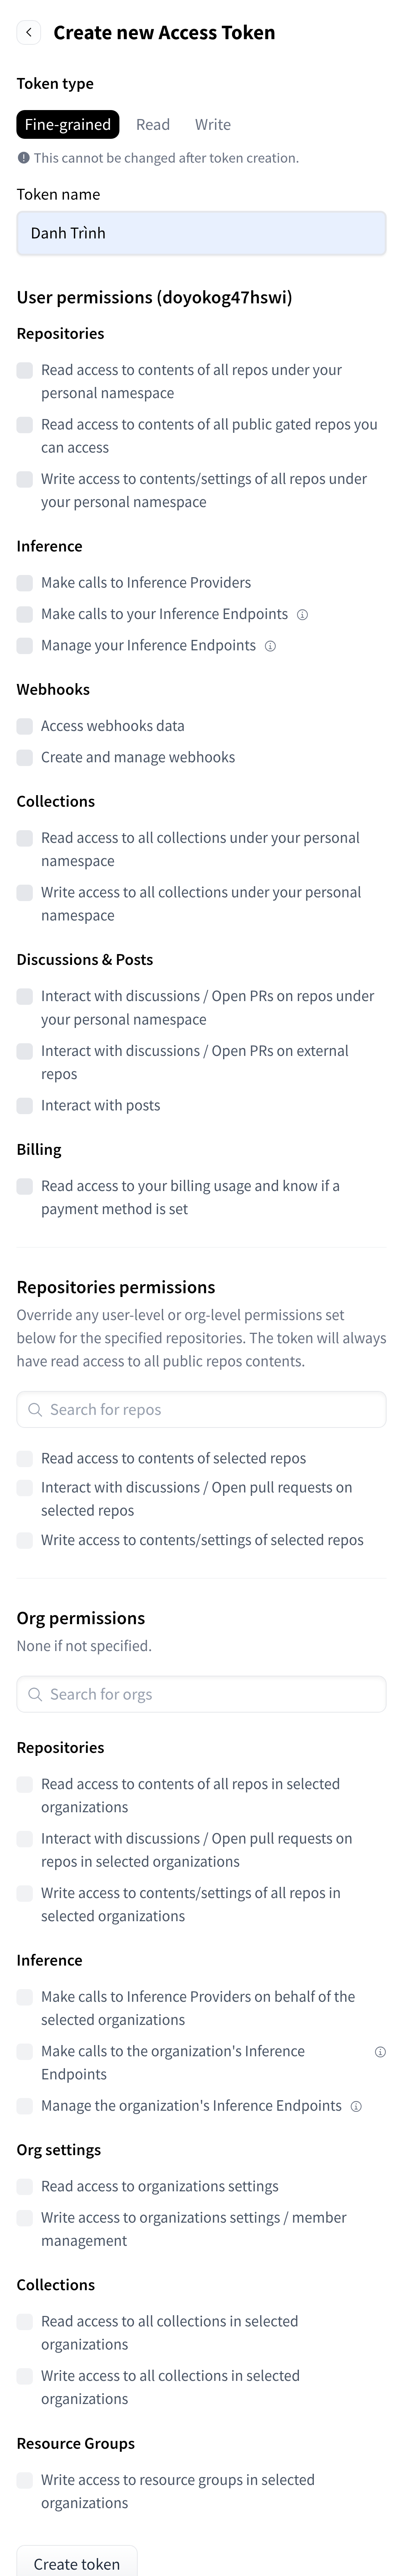 Create new Access Token
Token type
Fine-grained Read Write
This cannot be changed after token creation.
Token name
Danh Trình
User permissions (doyokog47hswi)
Repositories
Read access to contents of all repos under your
personal namespace
Read access to contents of all public gated repos you
can access
Write access to contents/settings of all repos under
your personal namespace
Inference
Make calls to Inference Providers
Make calls to your Inference Endpoints
Manage your Inference Endpoints
Webhooks
Access webhooks data
Create and manage webhooks
Collections
Read access to all collections under your personal
namespace
Write access to all collections under your personal
namespace
Discussions & Posts
Interact with discussions / Open PRs on repos under
your personal namespace
Interact with discussions / Open PRs on external
repos
Interact with posts
Billing
Read access to your billing usage and know if a
payment method is set
Repositories permissions
Override any user-level or org-level permissions set
below for the specified repositories. The token will always
have read access to all public repos contents.
Search for repos
Read access to contents of selected repos
Interact with discussions / Open pull requests on
selected repos
Write access to contents/settings of selected repos
Org permissions
None if not specified.
Search for orgs
Repositories
Read access to contents of all repos in selected
organizations
Interact with discussions / Open pull requests on
repos in selected organizations
Write access to contents/settings of all repos in
selected organizations
Inference
Make calls to Inference Providers on behalf of the
selected organizations
Make calls to the organization's Inference
Endpoints
Manage the organization's Inference Endpoints
Org settings
Read access to organizations settings
Write access to organizations settings / member
management
Collections
Read access to all collections in selected
organizations
Write access to all collections in selected
organizations
Resource Groups
Write access to resource groups in selected
organizations
Create token